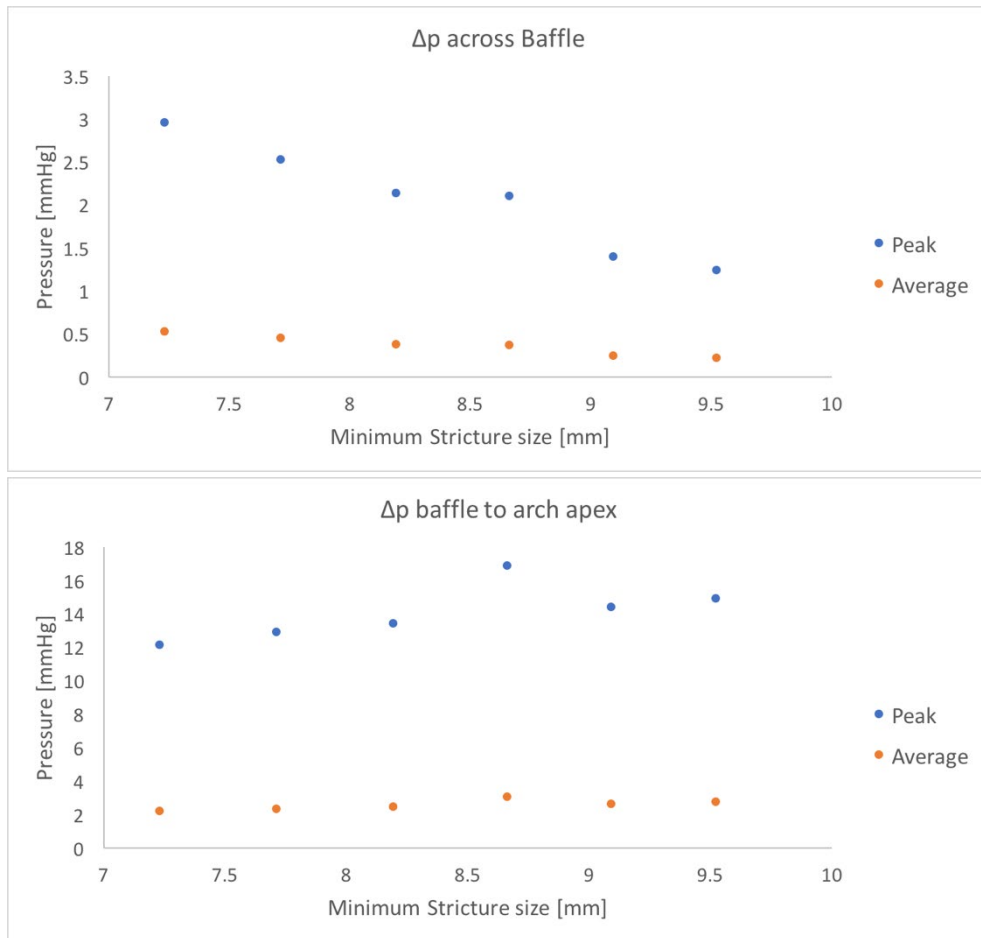 Δp across Baffle
3.5
3
2.5
2
1.5
1
0.5
0
Pressure [mmHg]
7 7.5 8 8.5 9 9.5 10
Minimum Stricture size [mm]
Peak
Average
Δp baffle to arch apex
18
16
14
12
10
8
6
4
2
0
Pressure [mmHg]
7 7.5 8 8.5 9 9.5 10
Minimum Stricture size [mm]
Peak
Average